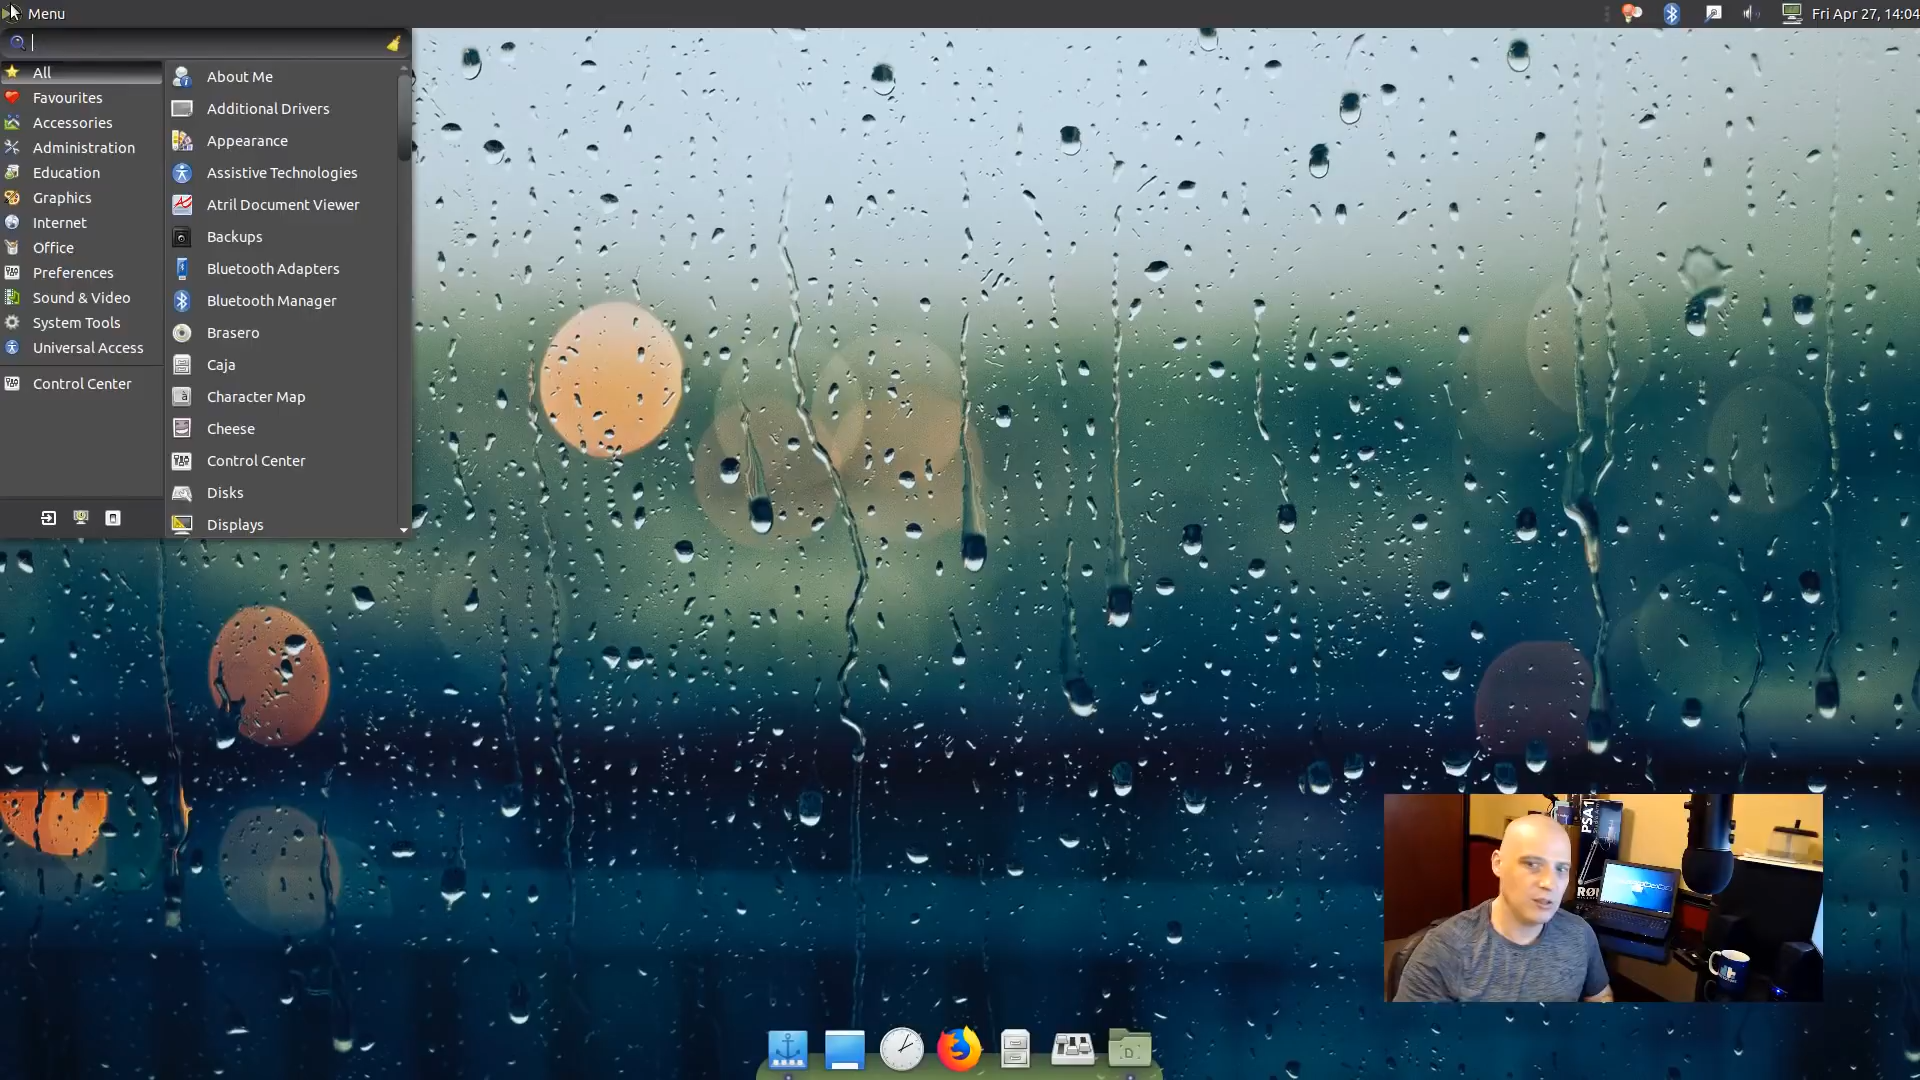 Menu
Fri Apr 27, 14:04
All
Favourites
Accessories
Administration
Education
Graphics
Internet
Office
Preferences
Sound & Video
System Tools
Universal Access
Control Center
About Me
Additional Drivers
Appearance
Assistive Technologies
Atril Document Viewer
Backups
Bluetooth Adapters
Bluetooth Manager
Brasero
Caja
Character Map
Cheese
Control Center
Disks
Displays
PSA1